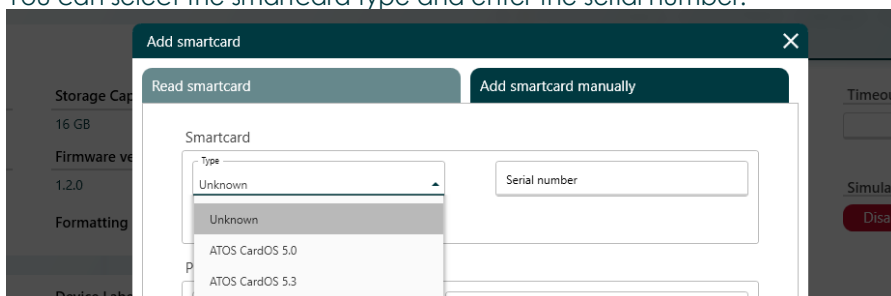 You can select the smartcard type and enter the serial number.
Add smartcard
Read smartcard
Add smartcard manually
Storage Cap
Timeou
16 GB
Smartcard
Firmware ve
Type
Unknown
Serial number
1.2.0
Simula
Unknown
Formatting
Disa
ATOS CardOS 5.0
P
ATOS CardOS 5.3
Device Labe